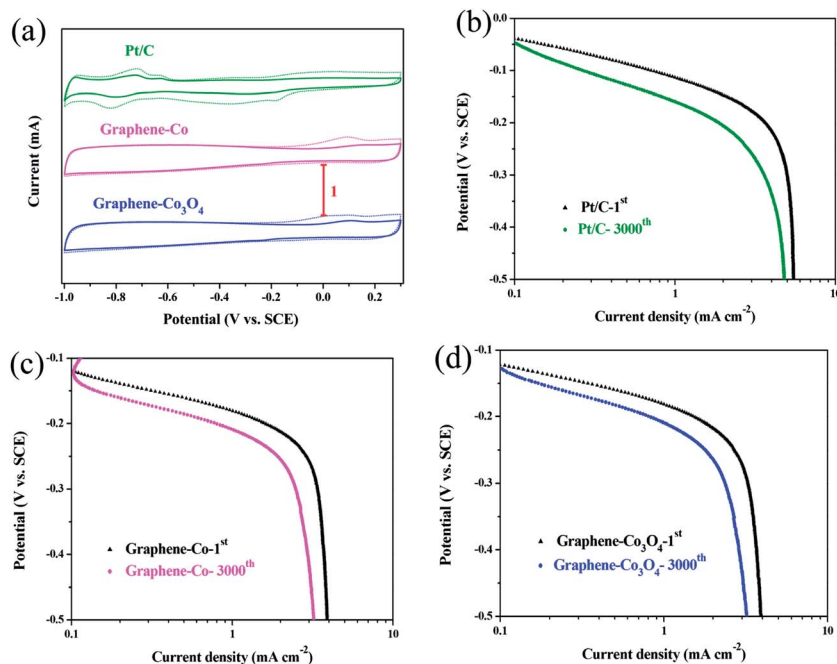 (a)
Pt/C
Graphene-Co
1
Graphene-Co₃O₄
Current (mA)
-1.0 -0.8 -0.6 -0.4 -0.2 0.0 0.2
Potential (V vs. SCE)
(b)
0.0
-0.1
-0.2
-0.3
-0.4
-0.5
Potential (V vs. SCE)
Pt/C-1ˢᵗ
Pt/C- 3000ᵗʰ
0.1 1 10
Current density (mA cm⁻²)
(c)
-0.1
-0.2
-0.3
-0.4
-0.5
Potential (V vs. SCE)
Graphene-Co-1ˢᵗ
Graphene-Co- 3000ᵗʰ
0.1 1 10
Current density (mA cm⁻²)
(d)
-0.1
-0.2
-0.3
-0.4
-0.5
Potential (V vs. SCE)
Graphene-Co₃O₄-1ˢᵗ
Graphene-Co₃O₄- 3000ᵗʰ
0.1 1 10
Current density (mA cm⁻²)